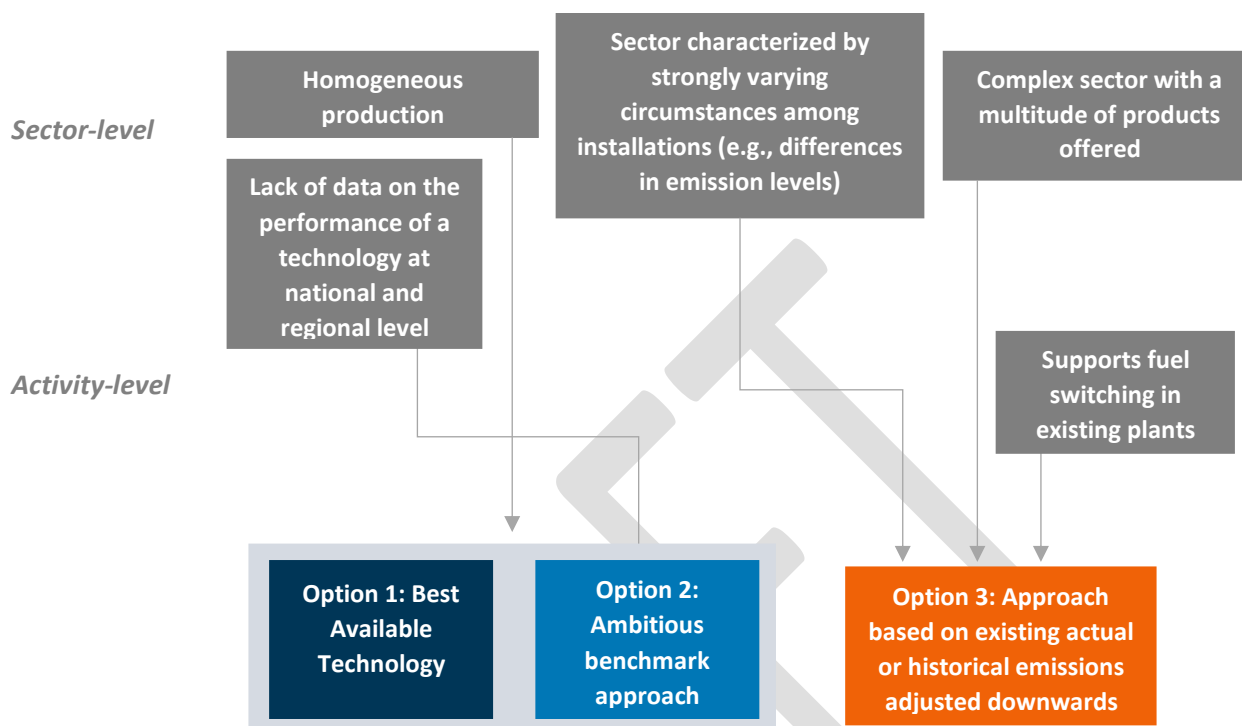 Sector-level
Homogeneous
production
Sector characterized by
strongly varying
circumstances among
installations (e.g., differences
in emission levels)
Complex sector with a
multitude of products
offered
Lack of data on the
performance of a
technology at
national and
regional level
Activity-level
Supports fuel
switching in
existing plants
Option 1: Best
Available
Technology
Option 2:
Ambitious
benchmark
approach
Option 3: Approach
based on existing actual
or historical emissions
adjusted downwards